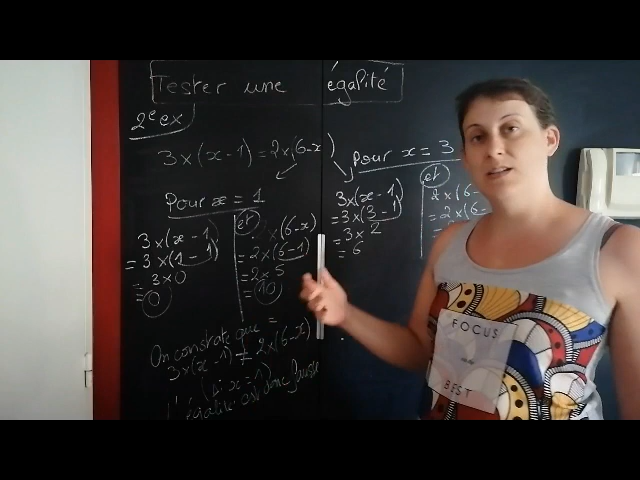 Tester une égalité
2e ex
3×(x-1) = 2×(6-x)
Pour x = 1
3×(x-1)
= 3×(1-1)
= 3×0
= 0
et
×(6-x)
= 2×(6-1)
= 2×5
= 10
On constate que
3×(x-1) ≠ 2×(6-x)
(si x = 1)
l'égalité est donc fausse
Pour x = 3
3×(x-1)
= 3×(3-1)
= 3×2
= 6
et
2×(6-
= 2×(6-
=
FOCUS
BEST